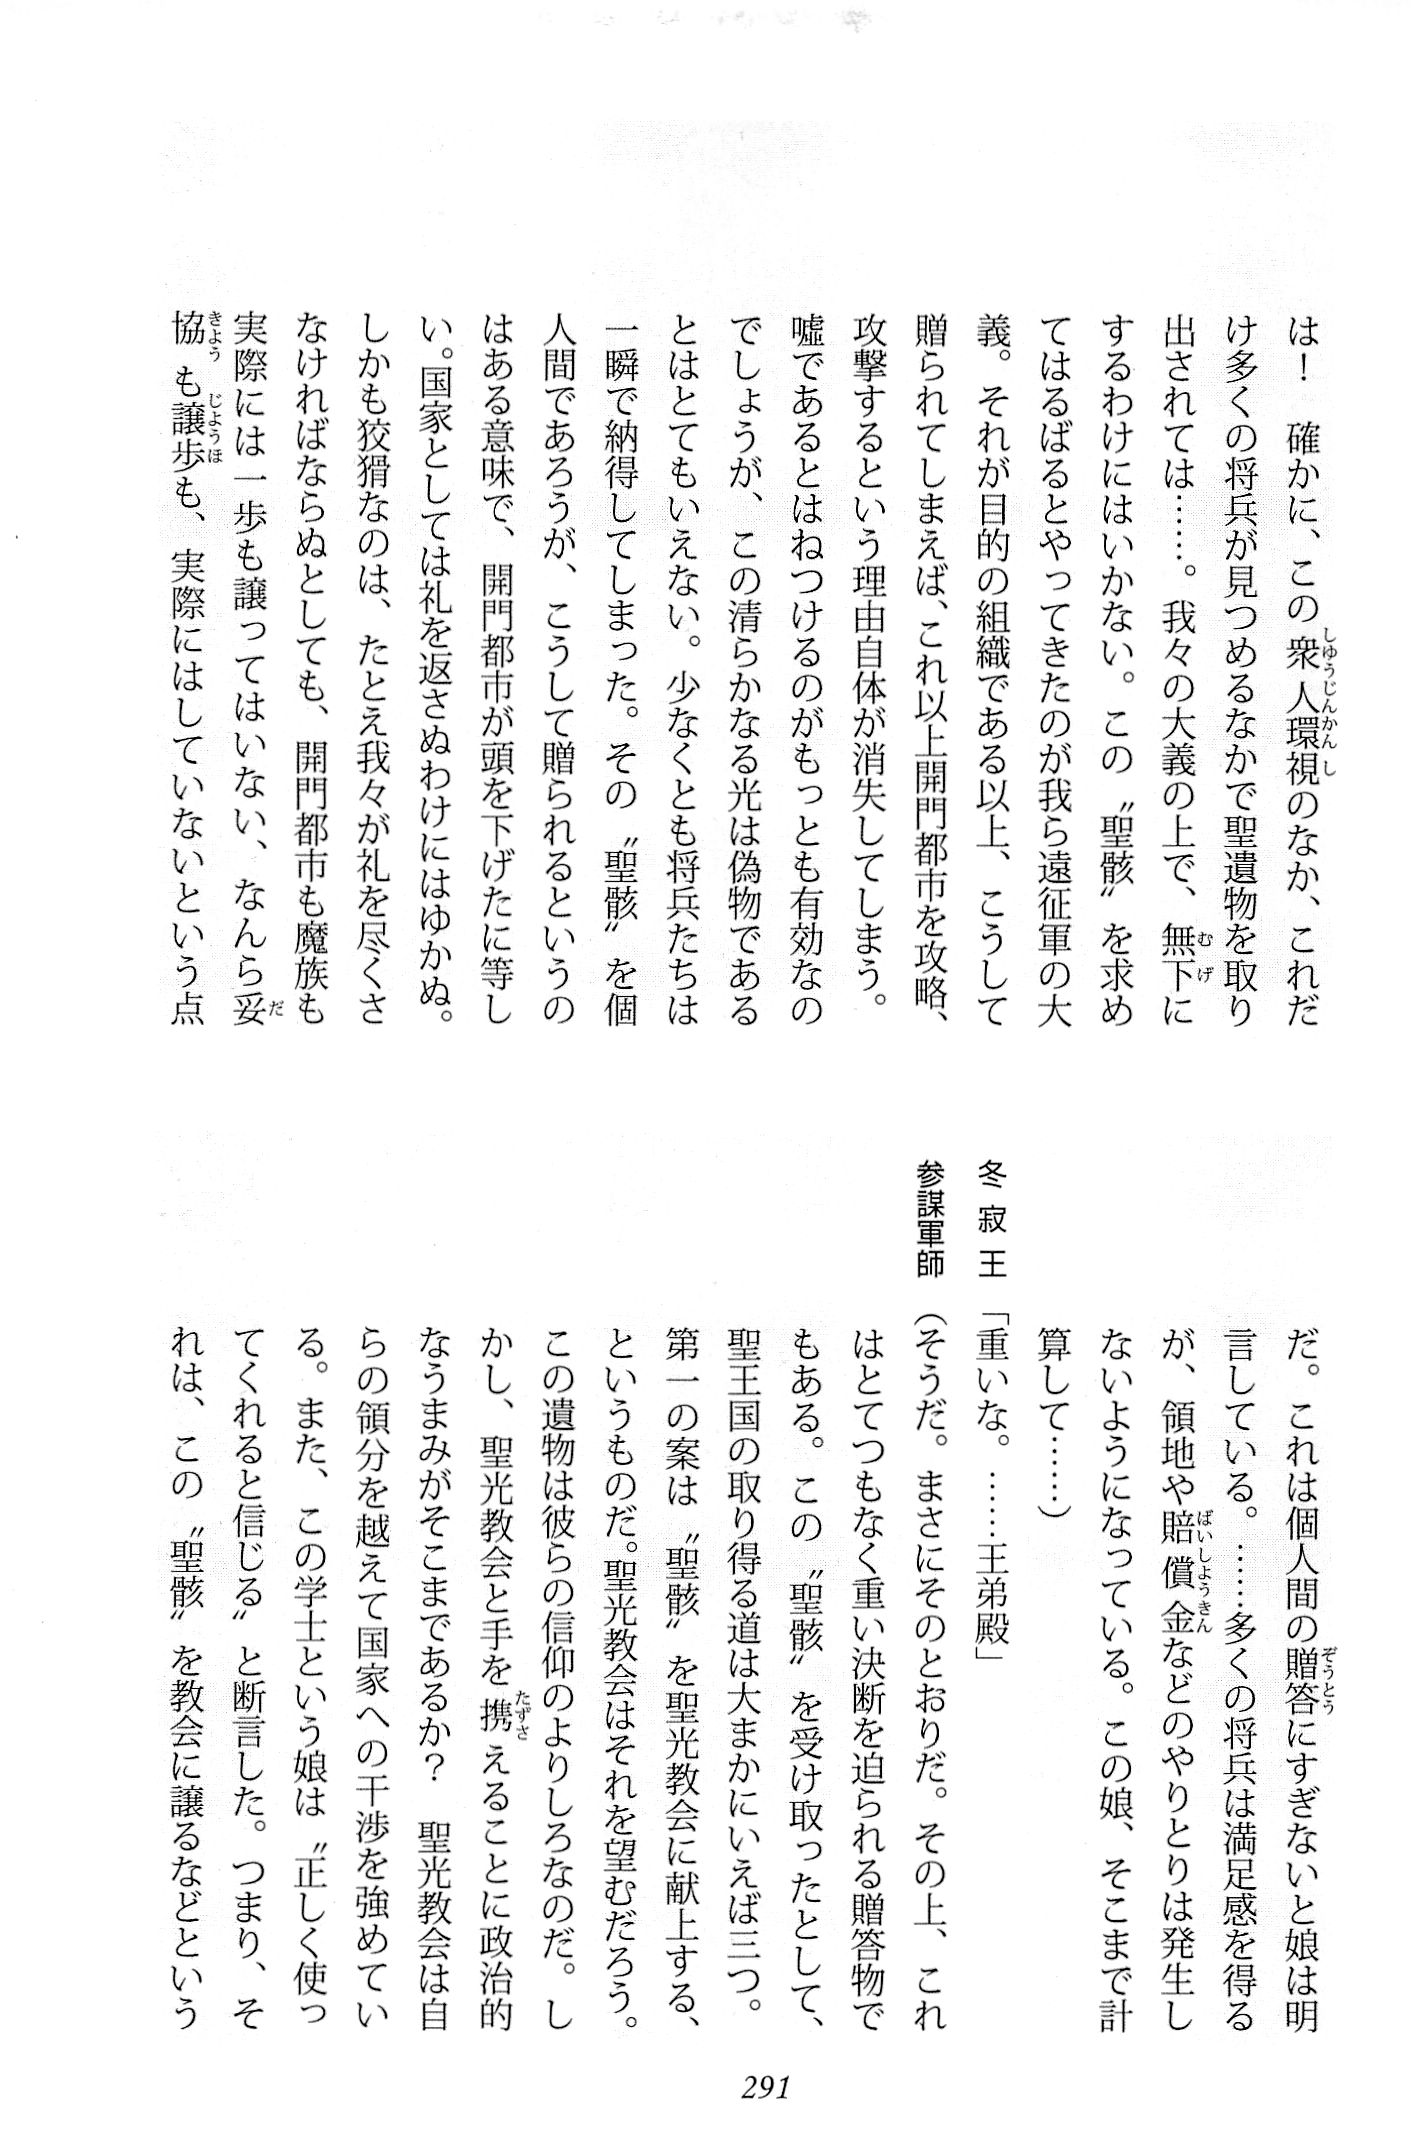 は！　確かに、この衆人環視のなか、これだ
け多くの将兵が見つめるなかで聖遺物を取り
出されては……。我々の大義の上で、無下に
するわけにはいかない。この〝聖骸〟を求め
てはるばるとやってきたのが我ら遠征軍の大
義。それが目的の組織である以上、こうして
贈られてしまえば、これ以上開門都市を攻略、
攻撃するという理由自体が消失してしまう。
嘘であるとはねつけるのがもっとも有効なの
でしょうが、この清らかなる光は偽物である
とはとてもいえない。少なくとも将兵たちは
一瞬で納得してしまった。その〝聖骸〟を個
人間であろうが、こうして贈られるというの
はある意味で、開門都市が頭を下げたに等し
い。国家としては礼を返さぬわけにはゆかぬ。
しかも狡猾なのは、たとえ我々が礼を尽くさ
なければならぬとしても、開門都市も魔族も
実際には一歩も譲ってはいない、なんら妥
協も譲歩も、実際にはしていないという点
だ。これは個人間の贈答にすぎないと娘は明
言している。……多くの将兵は満足感を得る
が、領地や賠償金などのやりとりは発生し
ないようになっている。この娘、そこまで計
算して……）
冬寂王「重いな。……王弟殿」
参謀軍師（そうだ。まさにそのとおりだ。その上、これ
はとてつもなく重い決断を迫られる贈答物で
もある。この〝聖骸〟を受け取ったとして、
聖王国の取り得る道は大まかにいえば三つ。
第一の案は〝聖骸〟を聖光教会に献上する、
というものだ。聖光教会はそれを望むだろう。
この遺物は彼らの信仰のよりしろなのだ。し
かし、聖光教会と手を携えることに政治的
なうまみがそこまであるか？　聖光教会は自
らの領分を越えて国家への干渉を強めてい
る。また、この学士という娘は〝正しく使っ
てくれると信じる〟と断言した。つまり、そ
れは、この〝聖骸〟を教会に譲るなどという
291